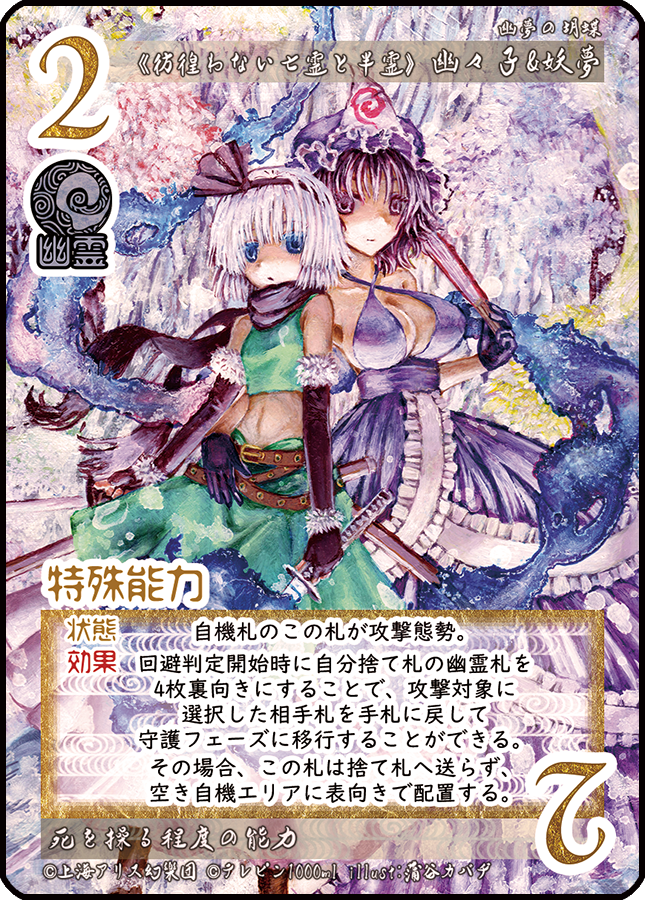 幽夢の胡蝶
2
《彷徨わない亡霊と半霊》 幽々子&妖夢
幽霊
特殊能力
状態 自機札のこの札が攻撃態勢。
効果 回避判定開始時に自分捨て札の幽霊札を
4枚裏向きにすることで、攻撃対象に
選択した相手札を手札に戻して
守護フェーズに移行することができる。
その場合、この札は捨て札へ送らず、
空き自機エリアに表向きで配置する。
2
死を操る程度の能力
©上海アリス幻樂団 ©テレピン1000ml illust:蒲谷カバヂ